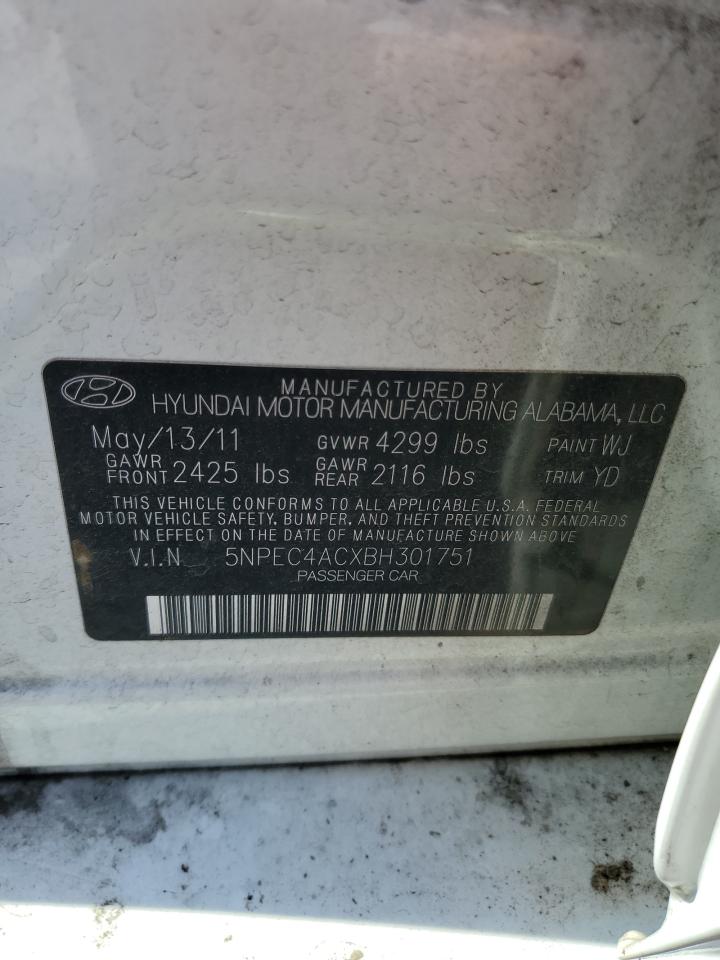 MANUFACTURED BY
HYUNDAI MOTOR MANUFACTURING ALABAMA, LLC
May/13/11 GVWR 4299 lbs PAINT WJ
GAWR FRONT 2425 lbs GAWR REAR 2116 lbs TRIM YD
THIS VEHICLE CONFORMS TO ALL APPLICABLE U.S.A. FEDERAL
MOTOR VEHICLE SAFETY, BUMPER, AND THEFT PREVENTION STANDARDS
IN EFFECT ON THE DATE OF MANUFACTURE SHOWN ABOVE
V.I.N 5NPEC4ACXBH301751
PASSENGER CAR